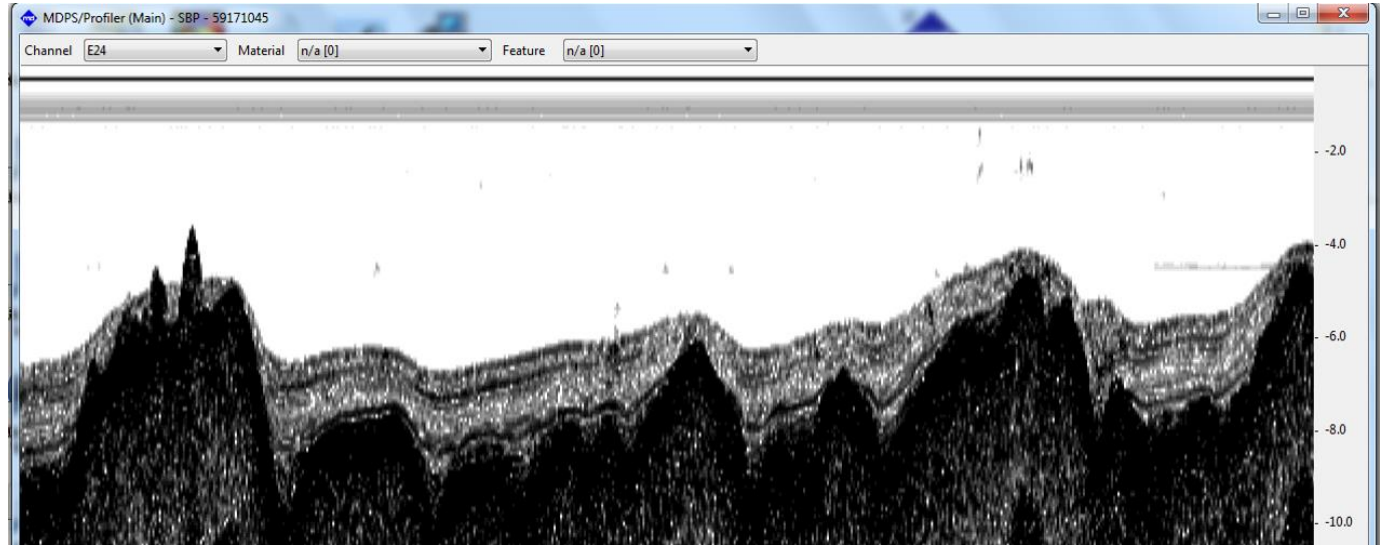 MDPS/Profiler (Main) - SBP - 59171045
Channel E24 Material n/a [0] Feature n/a [0]
-2.0
-4.0
-6.0
-8.0
-10.0